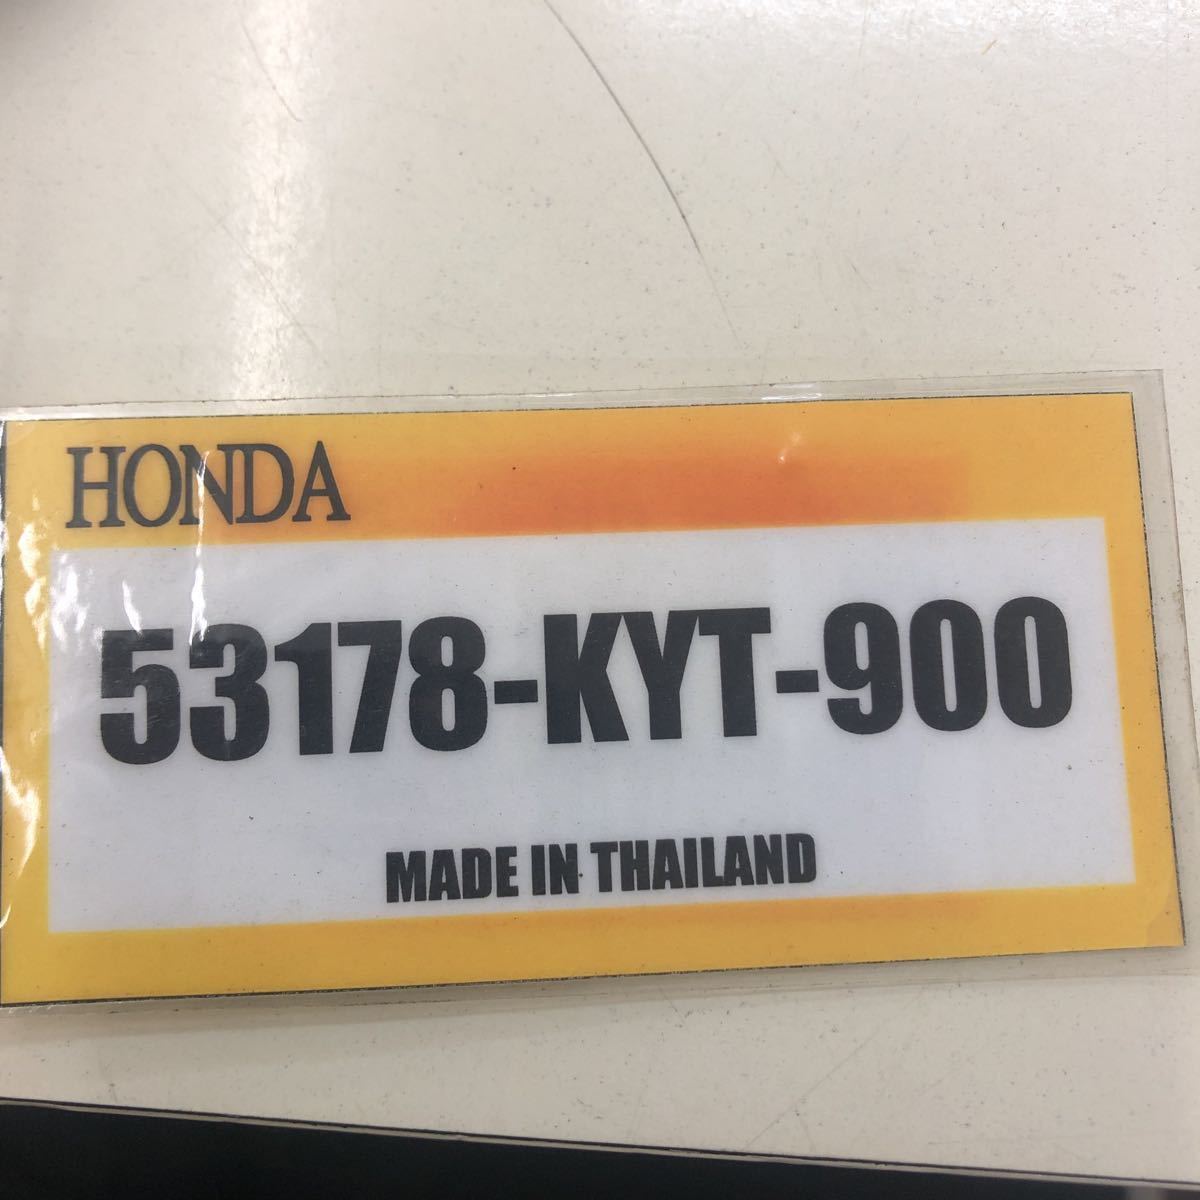 HONDA
53178-KYT-900
MADE IN THAILAND